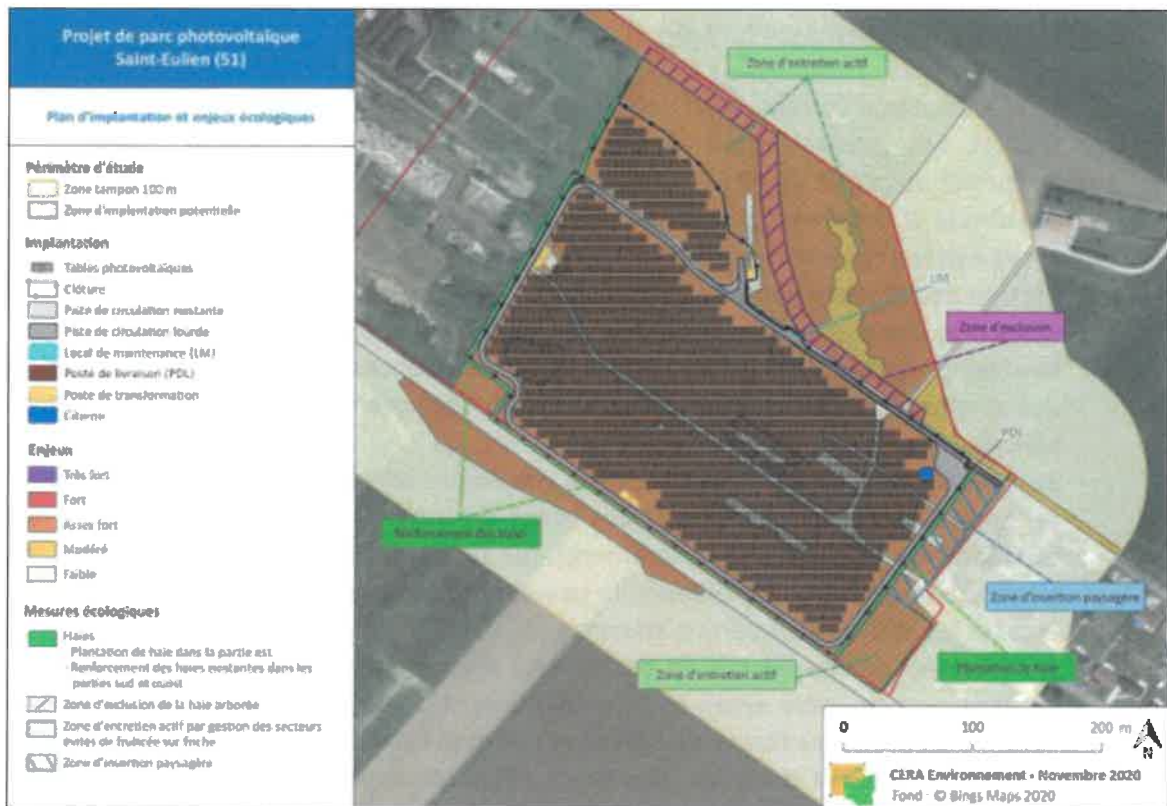 Projet de parc photovoltaïque
Saint-Eulien (51)
Plan d'implantation et enjeux écologiques
Périmètre d'étude
Zone tampon 100 m
Zone d'implantation potentielle
Implantation
Tables photovoltaïques
Clôture
Piste de circulation existante
Piste de circulation lourde
Local de maintenance (LM)
Poste de livraison (PDL)
Poste de transformation
Citerne
Enjeux
Très fort
Fort
Assez fort
Modéré
Faible
Mesures écologiques
Haies
Plantation de haie dans la partie est
- Renforcement des haies existantes dans les
parties sud et ouest
Zone d'exclusion de la haie arborée
Zone d'entretien actif par gestion des secteurs
évités de fruticée sur friche
Zone d'insertion paysagère
Zone d'entretien actif
LM
Zone d'exclusion
PDL
Renforcement des haies
Zone d'insertion paysagère
Zone d'entretien actif
Plantation de haie
0 100 200 m
N
CERA Environnement - Novembre 2020
Fond : © Bings Maps 2020